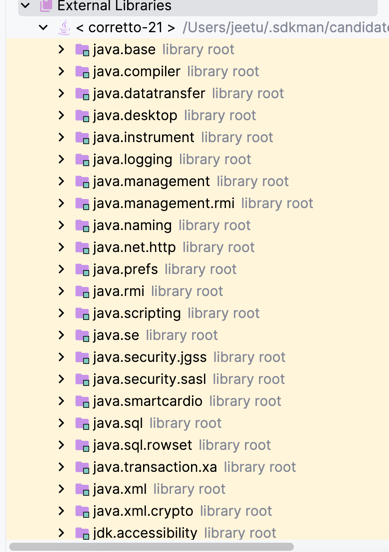 External Libraries
< corretto-21 > /Users/jeetu/.sdkman/candidate
java.base library root
java.compiler library root
java.datatransfer library root
java.desktop library root
java.instrument library root
java.logging library root
java.management library root
java.management.rmi library root
java.naming library root
java.net.http library root
java.prefs library root
java.rmi library root
java.scripting library root
java.se library root
java.security.jgss library root
java.security.sasl library root
java.smartcardio library root
java.sql library root
java.sql.rowset library root
java.transaction.xa library root
java.xml library root
java.xml.crypto library root
jdk.accessibility library root